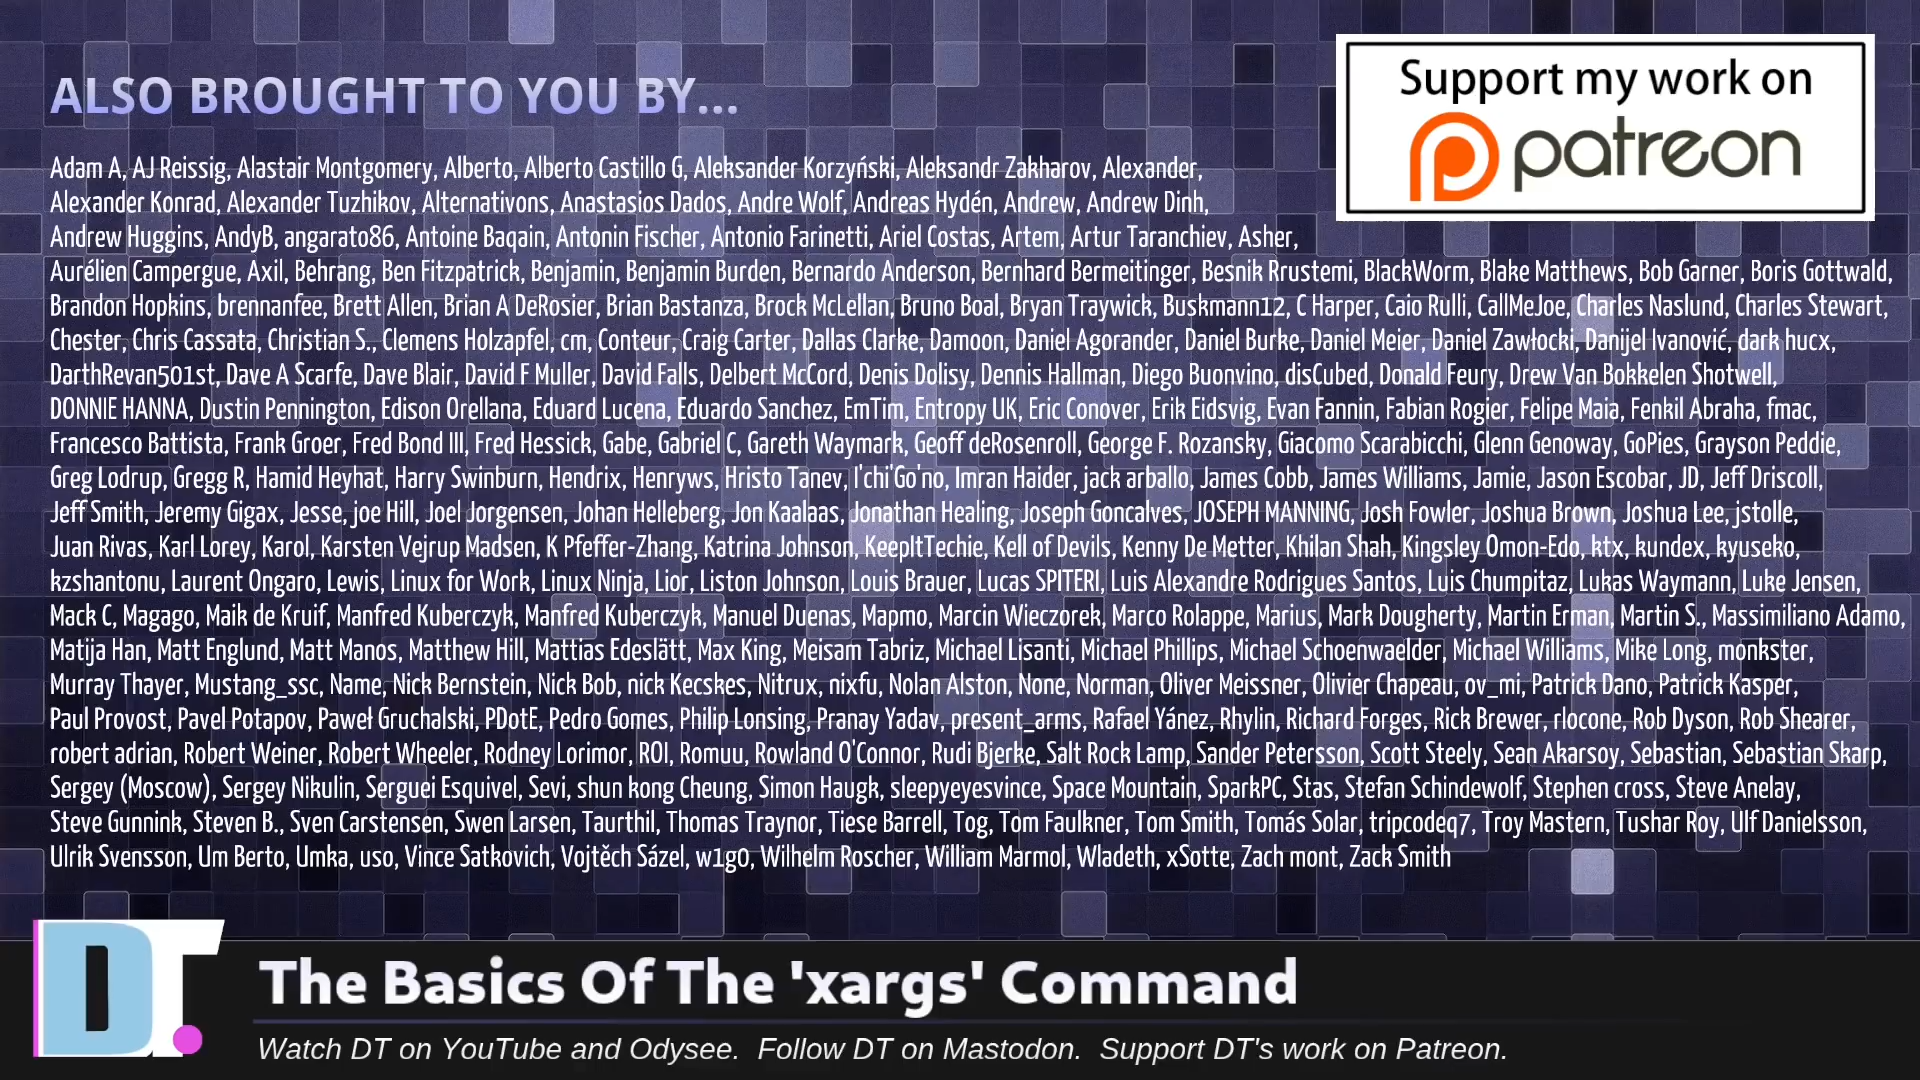 ALSO BROUGHT TO YOU BY...
Support my work on
patreon
Adam A, AJ Reissig, Alastair Montgomery, Alberto, Alberto Castillo G, Aleksander Korzyński, Aleksandr Zakharov, Alexander,
Alexander Konrad, Alexander Tuzhikov, Alternativons, Anastasios Dados, Andre Wolf, Andreas Hydén, Andrew, Andrew Dinh,
Andrew Huggins, AndyB, angarato86, Antoine Baqain, Antonin Fischer, Antonio Farinetti, Ariel Costas, Artem, Artur Taranchiev, Asher,
Aurélien Campergue, Axil, Behrang, Ben Fitzpatrick, Benjamin, Benjamin Burden, Bernardo Anderson, Bernhard Bermeitinger, Besnik Rrustemi, BlackWorm, Blake Matthews, Bob Garner, Boris Gottwald,
Brandon Hopkins, brennanfee, Brett Allen, Brian A DeRosier, Brian Bastanza, Brock McLellan, Bruno Boal, Bryan Traywick, Buskmann12, C Harper, Caio Rulli, CallMeJoe, Charles Naslund, Charles Stewart,
Chester, Chris Cassata, Christian S., Clemens Holzapfel, cm, Conteur, Craig Carter, Dallas Clarke, Damoon, Daniel Agorander, Daniel Burke, Daniel Meier, Daniel Zawłocki, Danijel Ivanović, dark hucx,
DarthRevan501st, Dave A Scarfe, Dave Blair, David F Muller, David Falls, Delbert McCord, Denis Dolisy, Dennis Hallman, Diego Buonvino, disCubed, Donald Feury, Drew Van Bokkelen Shotwell,
DONNIE HANNA, Dustin Pennington, Edison Orellana, Eduard Lucena, Eduardo Sanchez, EmTim, Entropy UK, Eric Conover, Erik Eidsvig, Evan Fannin, Fabian Rogier, Felipe Maia, Fenkil Abraha, fmac,
Francesco Battista, Frank Groer, Fred Bond III, Fred Hessick, Gabe, Gabriel C, Gareth Waymark, Geoff deRosenroll, George F. Rozansky, Giacomo Scarabicchi, Glenn Genoway, GoPies, Grayson Peddie,
Greg Lodrup, Gregg R, Hamid Heyhat, Harry Swinburn, Hendrix, Henryws, Hristo Tanev, I'chi'Go'no, Imran Haider, jack arballo, James Cobb, James Williams, Jamie, Jason Escobar, JD, Jeff Driscoll,
Jeff Smith, Jeremy Gigax, Jesse, joe Hill, Joel Jorgensen, Johan Helleberg, Jon Kaalaas, Jonathan Healing, Joseph Goncalves, JOSEPH MANNING, Josh Fowler, Joshua Brown, Joshua Lee, jstolle,
Juan Rivas, Karl Lorey, Karol, Karsten Vejrup Madsen, K Pfeffer-Zhang, Katrina Johnson, KeepItTechie, Kell of Devils, Kenny De Metter, Khilan Shah, Kingsley Omon-Edo, ktx, kundex, kyuseko,
kzshantonu, Laurent Ongaro, Lewis, Linux for Work, Linux Ninja, Lior, Liston Johnson, Louis Brauer, Lucas SPITERI, Luis Alexandre Rodrigues Santos, Luis Chumpitaz, Lukas Waymann, Luke Jensen,
Mack C, Magago, Maik de Kruif, Manfred Kuberczyk, Manfred Kuberczyk, Manuel Duenas, Mapmo, Marcin Wieczorek, Marco Rolappe, Marius, Mark Dougherty, Martin Erman, Martin S., Massimiliano Adamo,
Matija Han, Matt Englund, Matt Manos, Matthew Hill, Mattias Edeslätt, Max King, Meisam Tabriz, Michael Lisanti, Michael Phillips, Michael Schoenwaelder, Michael Williams, Mike Long, monkster,
Murray Thayer, Mustang_ssc, Name, Nick Bernstein, Nick Bob, nick Kecskes, Nitrux, nixfu, Nolan Alston, None, Norman, Oliver Meissner, Olivier Chapeau, ov_mi, Patrick Dano, Patrick Kasper,
Paul Provost, Pavel Potapov, Paweł Gruchalski, PDotE, Pedro Gomes, Philip Lonsing, Pranay Yadav, present_arms, Rafael Yánez, Rhylin, Richard Forges, Rick Brewer, rlocone, Rob Dyson, Rob Shearer,
robert adrian, Robert Weiner, Robert Wheeler, Rodney Lorimor, ROI, Romuu, Rowland O'Connor, Rudi Bjerke, Salt Rock Lamp, Sander Petersson, Scott Steely, Sean Akarsoy, Sebastian, Sebastian Skarp,
Sergey (Moscow), Sergey Nikulin, Serguei Esquivel, Sevi, shun kong Cheung, Simon Haugk, sleepyeyesvince, Space Mountain, SparkPC, Stas, Stefan Schindewolf, Stephen cross, Steve Anelay,
Steve Gunnink, Steven B., Sven Carstensen, Swen Larsen, Taurthil, Thomas Traynor, Tiese Barrell, Tog, Tom Faulkner, Tom Smith, Tomás Solar, tripcodeq7, Troy Mastern, Tushar Roy, Ulf Danielsson,
Ulrik Svensson, Um Berto, Umka, uso, Vince Satkovich, Vojtěch Sázel, w1g0, Wilhelm Roscher, William Marmol, Wladeth, xSotte, Zach mont, Zack Smith
DT.
The Basics Of The 'xargs' Command
Watch DT on YouTube and Odysee. Follow DT on Mastodon. Support DT's work on Patreon.